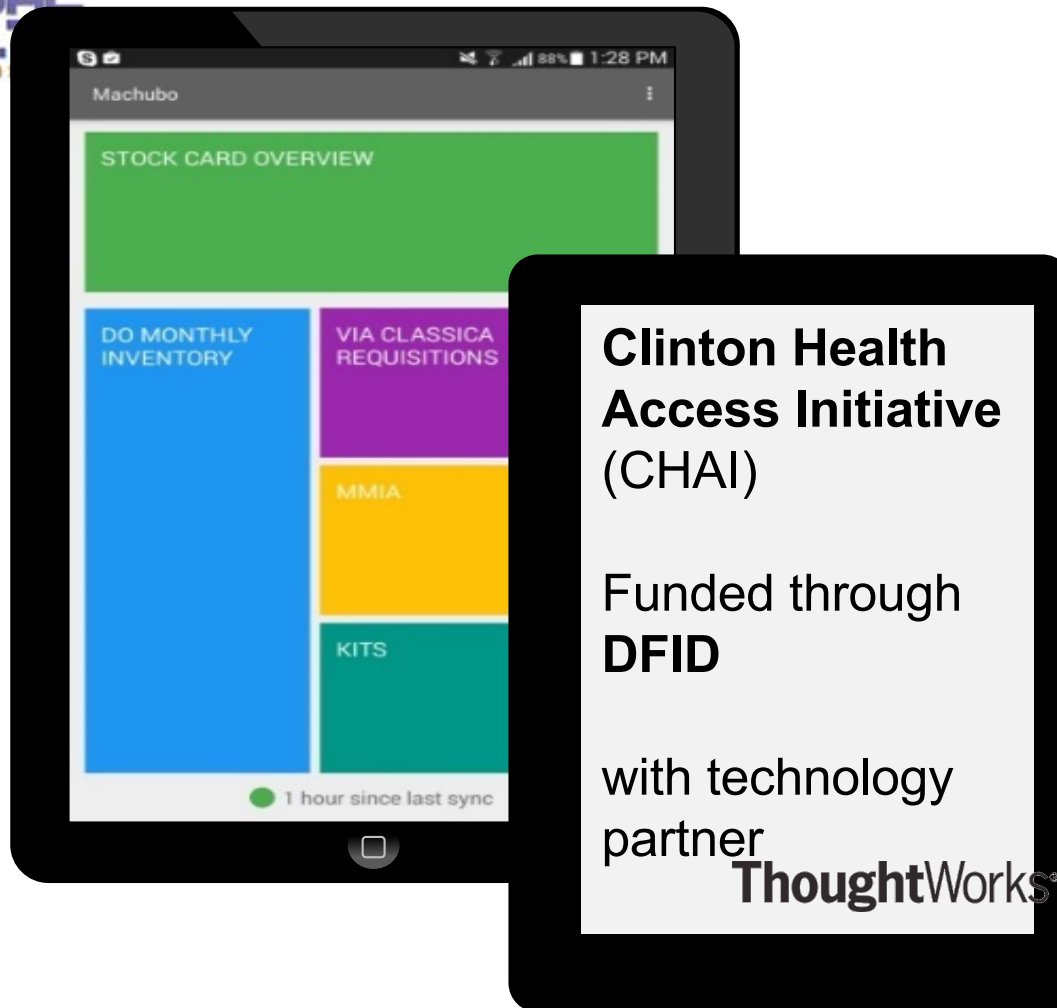 88% 1:28 PM
Machubo
STOCK CARD OVERVIEW
DO MONTHLY
INVENTORY
VIA CLASSICA
REQUISITIONS
MMIA
KITS
1 hour since last sync
Clinton Health
Access Initiative
(CHAI)
Funded through
DFID
with technology
partner
ThoughtWorks®